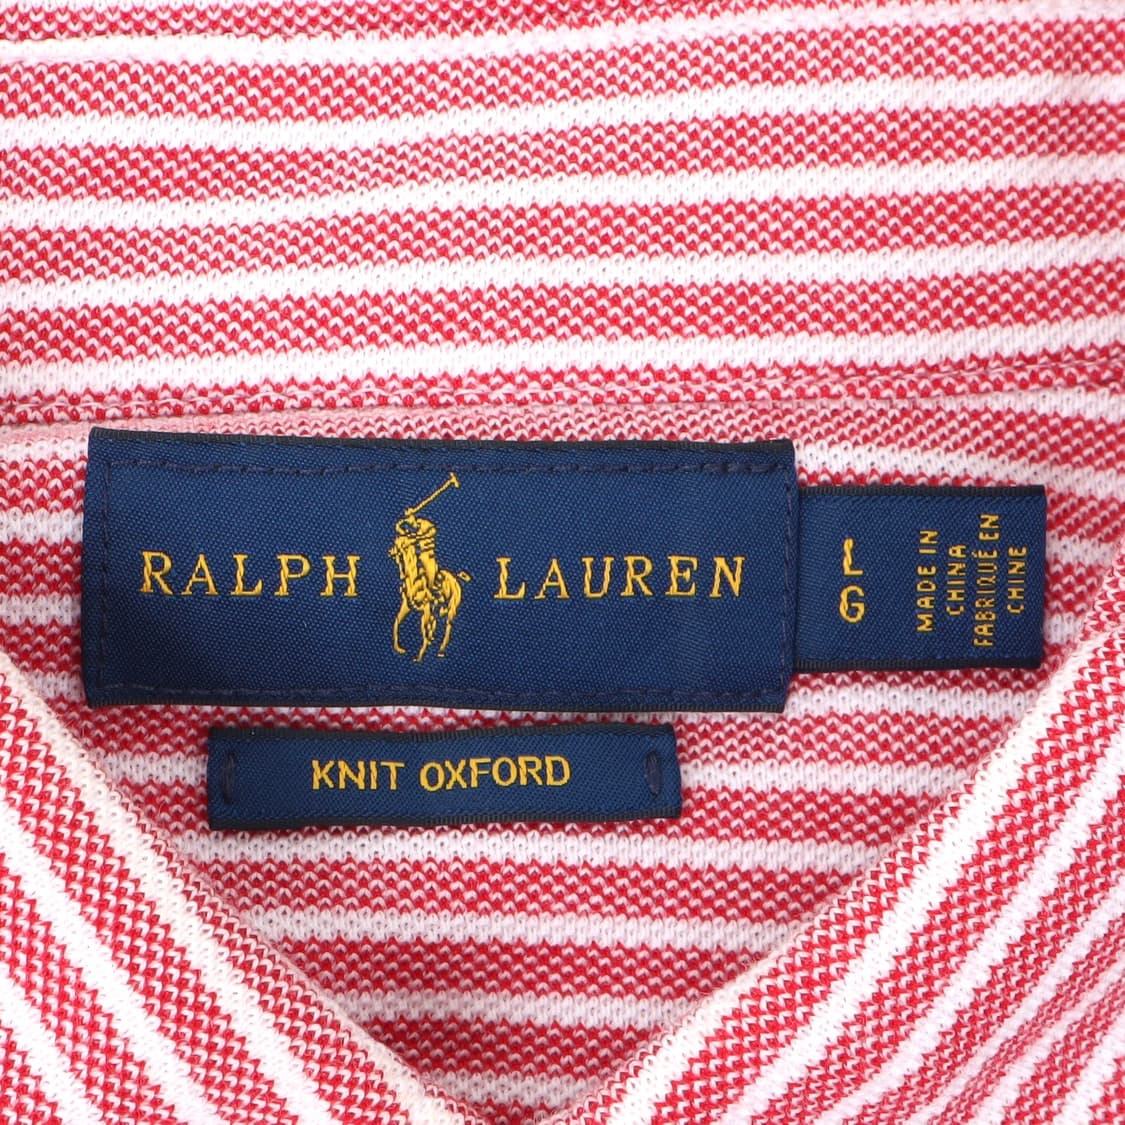 RALPH LAUREN
L
G
MADE IN
CHINA
FABRIQUÉ EN
CHINE
KNIT OXFORD